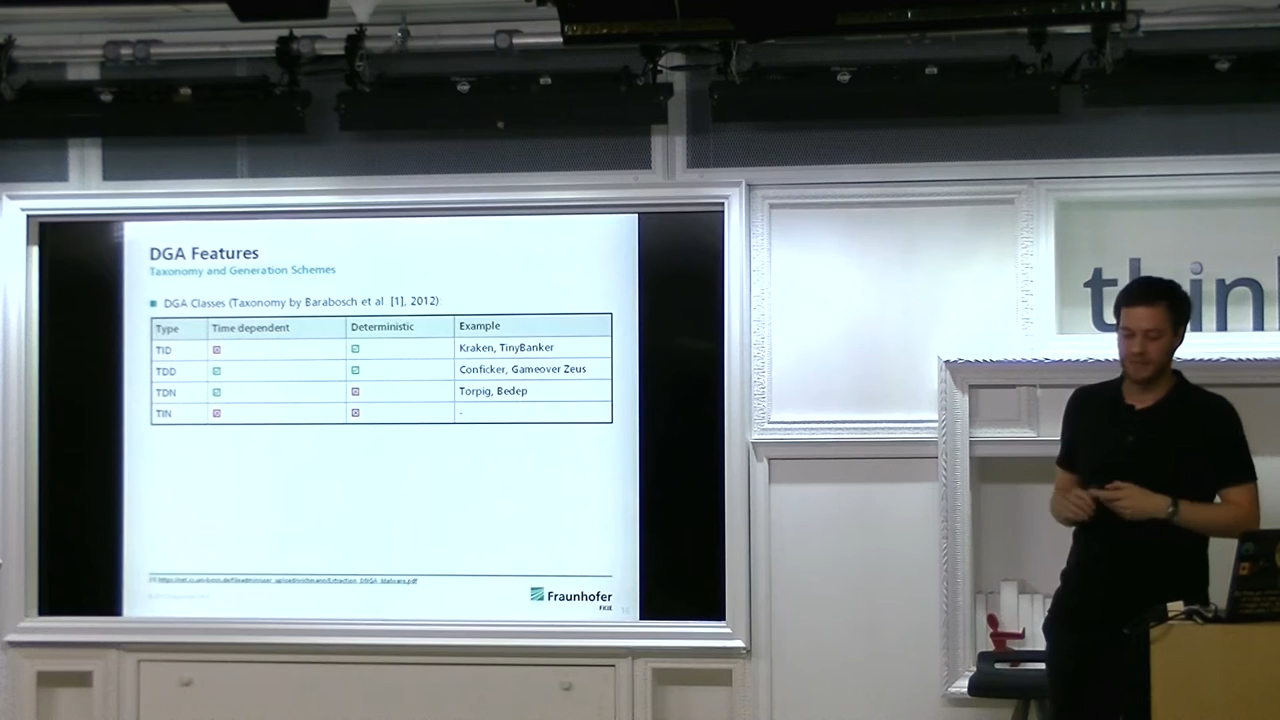 DGA Features
Taxonomy and Generation Schemes
DGA Classes (Taxonomy by Barabosch et al [1], 2012)
Type Time dependent Deterministic Example
TID Kraken, TinyBanker
TDD Conficker, Gameover Zeus
TDN Torpig, Bedep
TIN -
Fraunhofer
FKIE
thin